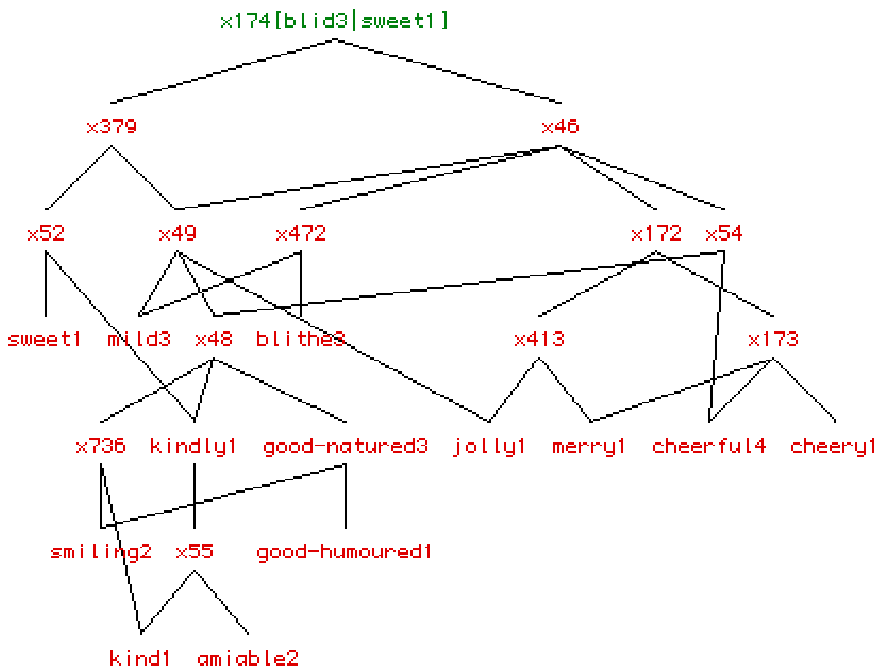 x174[blid3|sweet1]
x379 x46
x52 x49 x472 x172 x54
sweet1 mild3 x48 blithe3 x413 x173
x736 kindly1 good-natured3 jolly1 merry1 cheerful4 cheery1
smiling2 x55 good-humoured1
kind1 amiable2